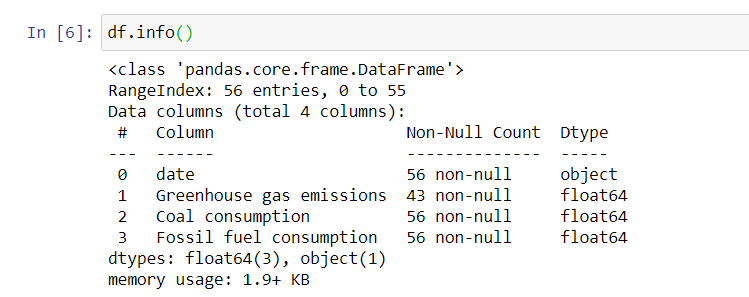 In [6]: df.info()
<class 'pandas.core.frame.DataFrame'>
RangeIndex: 56 entries, 0 to 55
Data columns (total 4 columns):
 #   Column                    Non-Null Count  Dtype
---  ------                    --------------  -----
 0   date                      56 non-null     object
 1   Greenhouse gas emissions  43 non-null     float64
 2   Coal consumption          56 non-null     float64
 3   Fossil fuel consumption   56 non-null     float64
dtypes: float64(3), object(1)
memory usage: 1.9+ KB